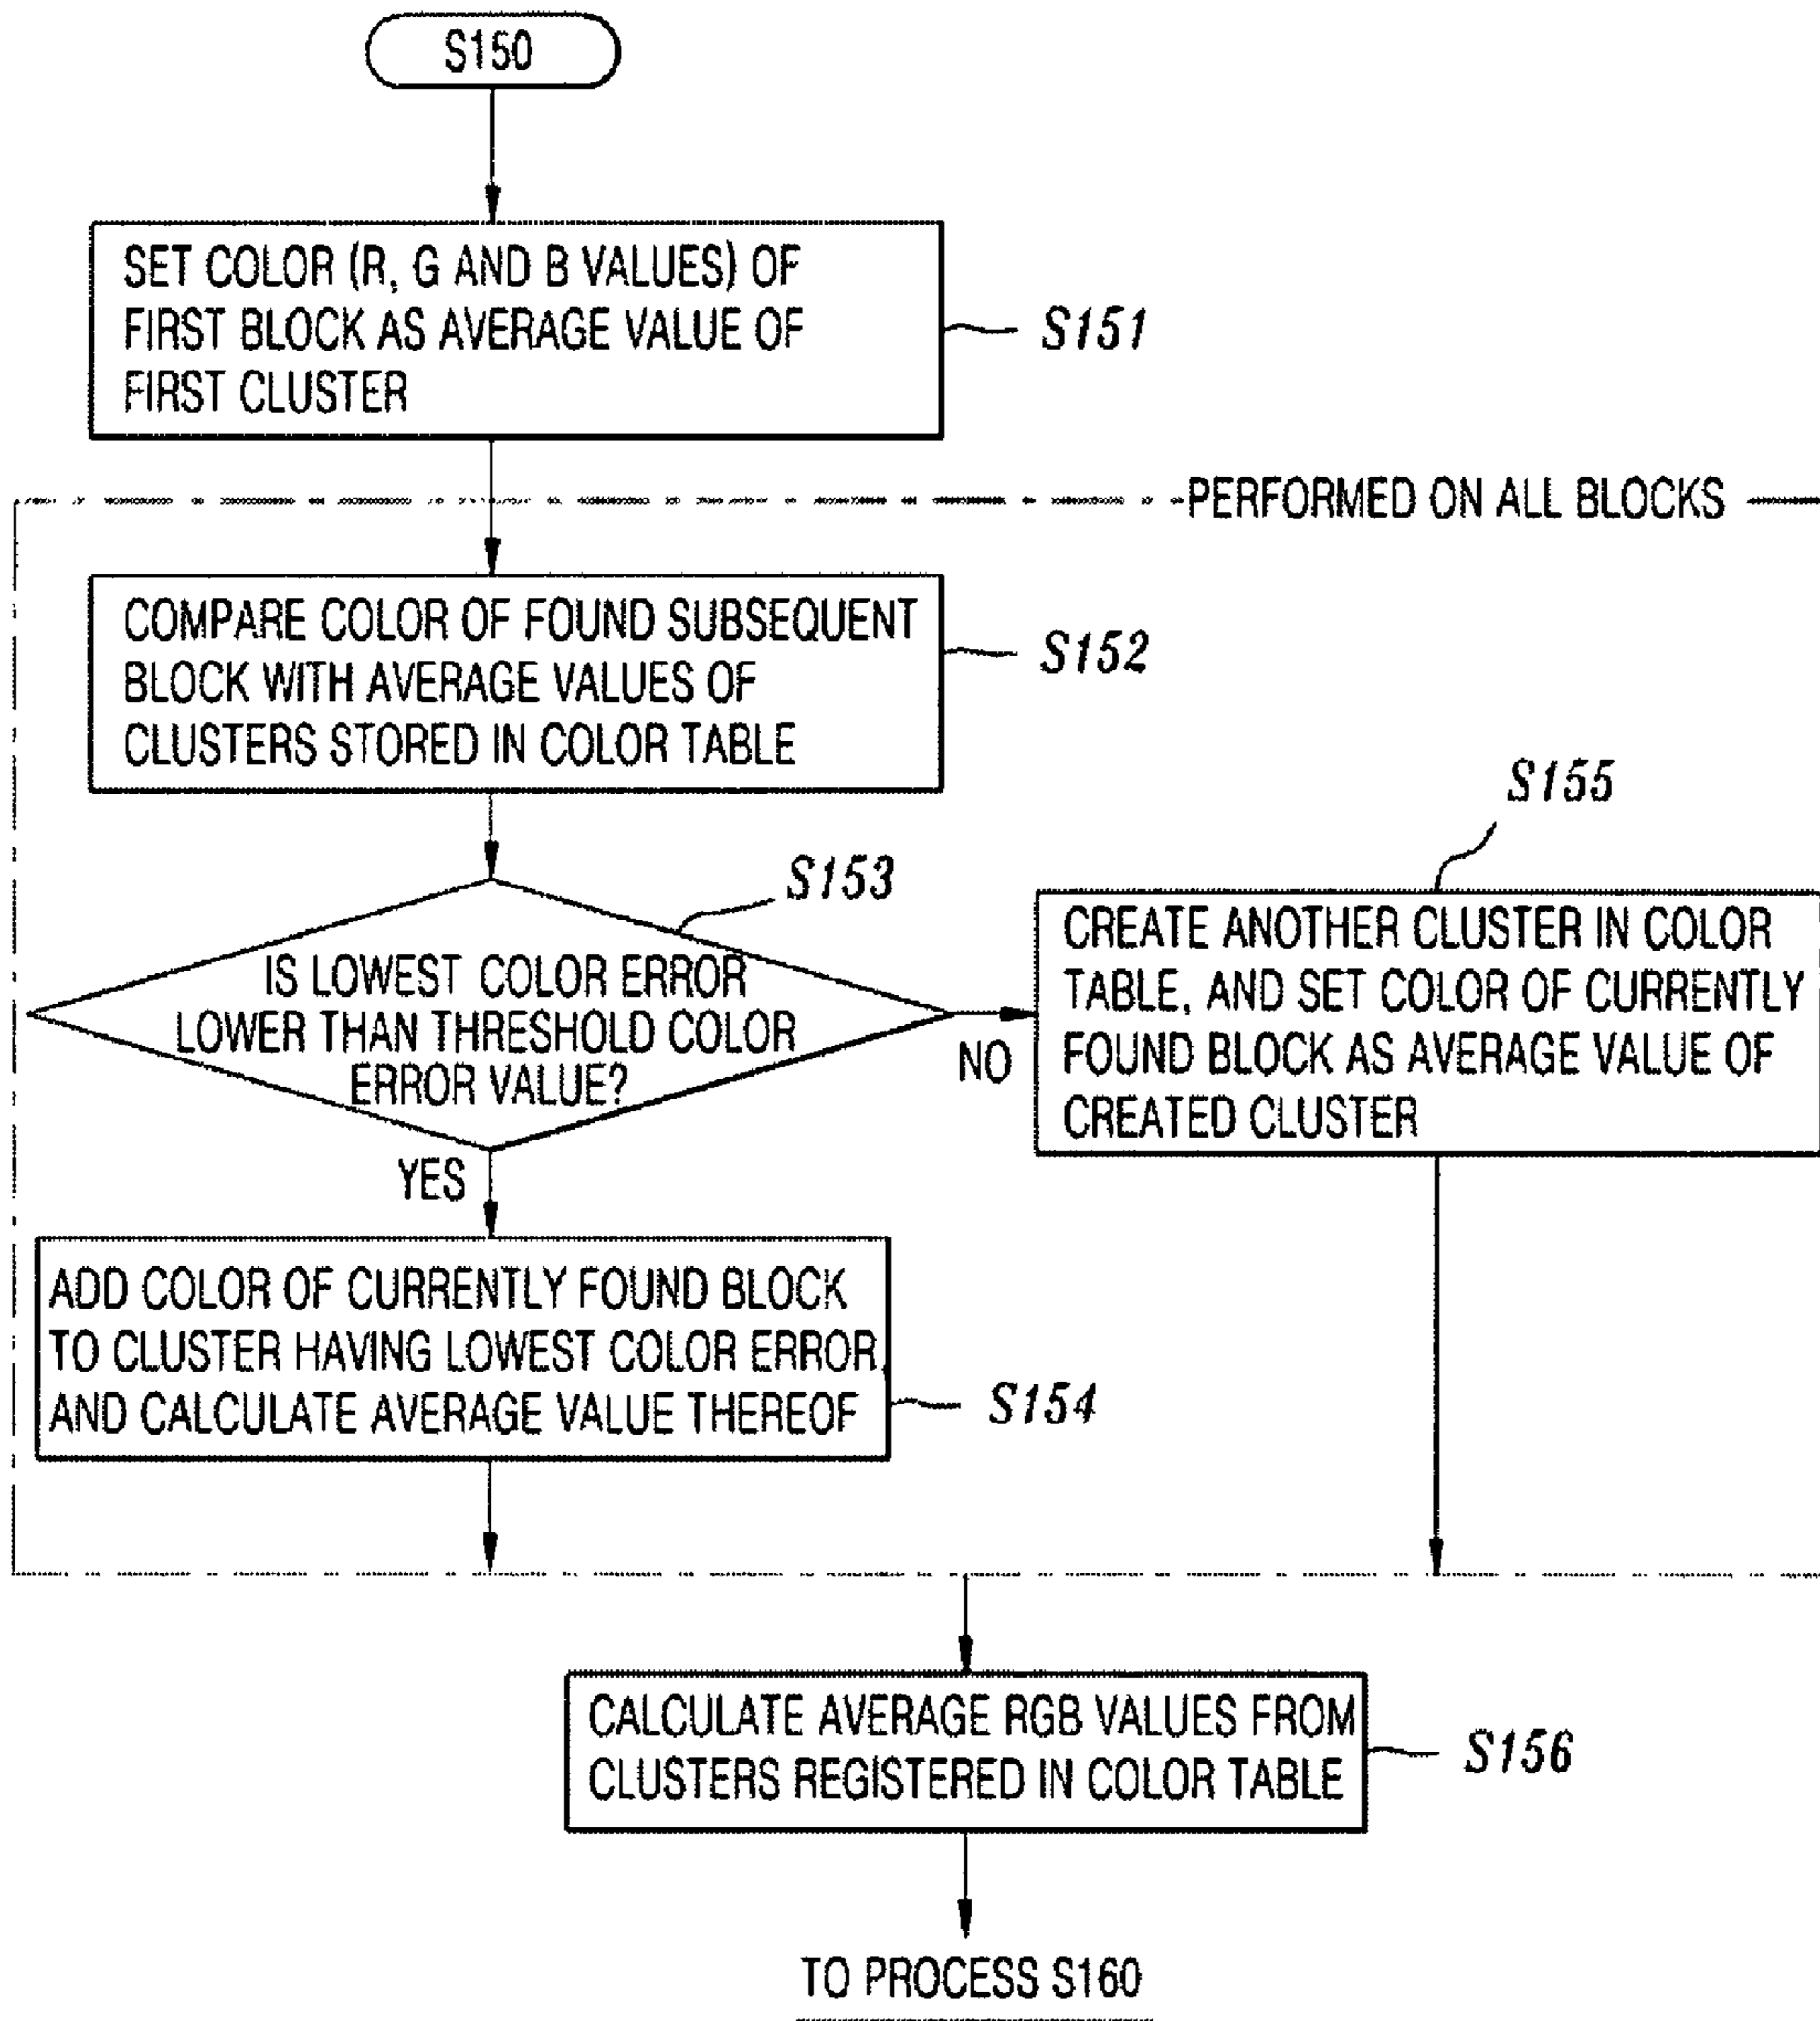 S150
SET COLOR (R, G AND B VALUES) OF
FIRST BLOCK AS AVERAGE VALUE OF
FIRST CLUSTER
S151
PERFORMED ON ALL BLOCKS
COMPARE COLOR OF FOUND SUBSEQUENT
BLOCK WITH AVERAGE VALUES OF
CLUSTERS STORED IN COLOR TABLE
S152
S153
IS LOWEST COLOR ERROR
LOWER THAN THRESHOLD COLOR
ERROR VALUE?
NO
YES
S155
CREATE ANOTHER CLUSTER IN COLOR
TABLE, AND SET COLOR OF CURRENTLY
FOUND BLOCK AS AVERAGE VALUE OF
CREATED CLUSTER
ADD COLOR OF CURRENTLY FOUND BLOCK
TO CLUSTER HAVING LOWEST COLOR ERROR,
AND CALCULATE AVERAGE VALUE THEREOF
S154
CALCULATE AVERAGE RGB VALUES FROM
CLUSTERS REGISTERED IN COLOR TABLE
S156
TO PROCESS S160